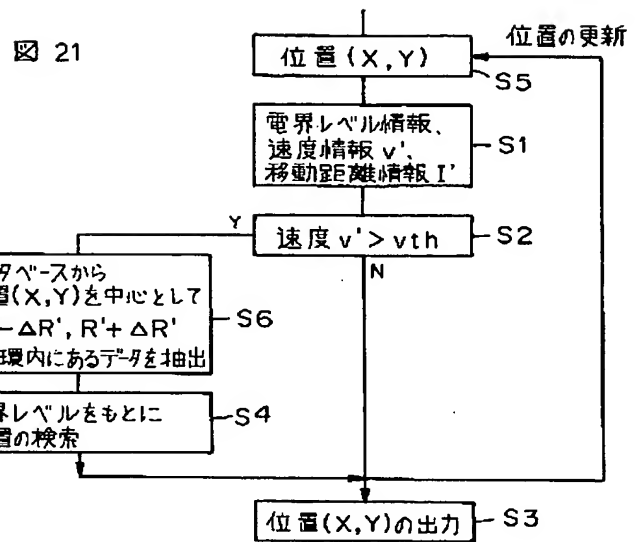 図 21
位置の更新
位置(X,Y)
S5
電界レベル情報、
速度情報 v'、
移動距離情報 I'
S1
速度 v' > vth
S2
Y
N
タベースから
置(X,Y)を中心として
-ΔR', R'+ΔR'
環内にあるデータを抽出
S6
界レベルをもとに
置の検索
S4
位置(X,Y)の出力
S3